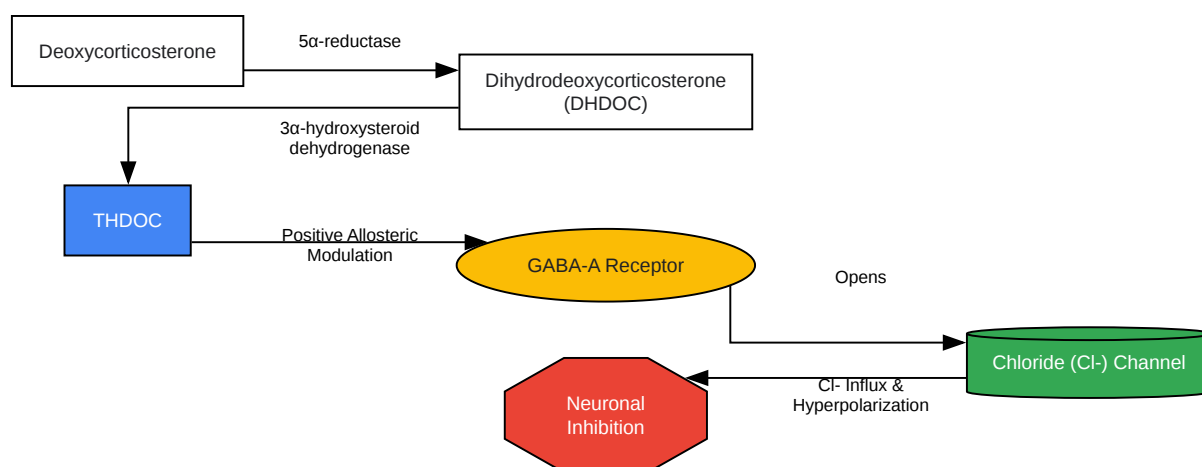 Deoxycorticosterone
5α-reductase
Dihydrodeoxycorticosterone
(DHDOC)
3α-hydroxysteroid
dehydrogenase
THDOC
Positive Allosteric
Modulation
GABA-A Receptor
Opens
Chloride (Cl-) Channel
Cl- Influx &
Hyperpolarization
Neuronal
Inhibition